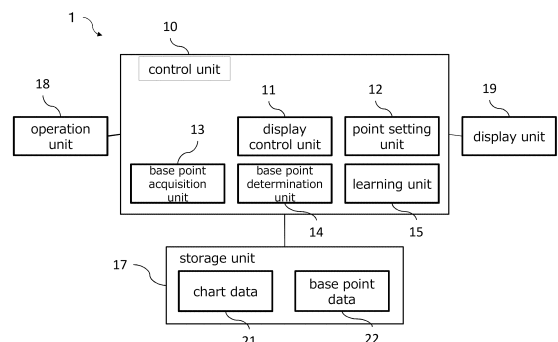 1
10
control unit
18
operation
unit
11
display
control unit
12
point setting
unit
19
display unit
13
base point
acquisition
unit
base point
determination
unit
learning unit
14
15
17
storage unit
chart data
base point
data
21
22